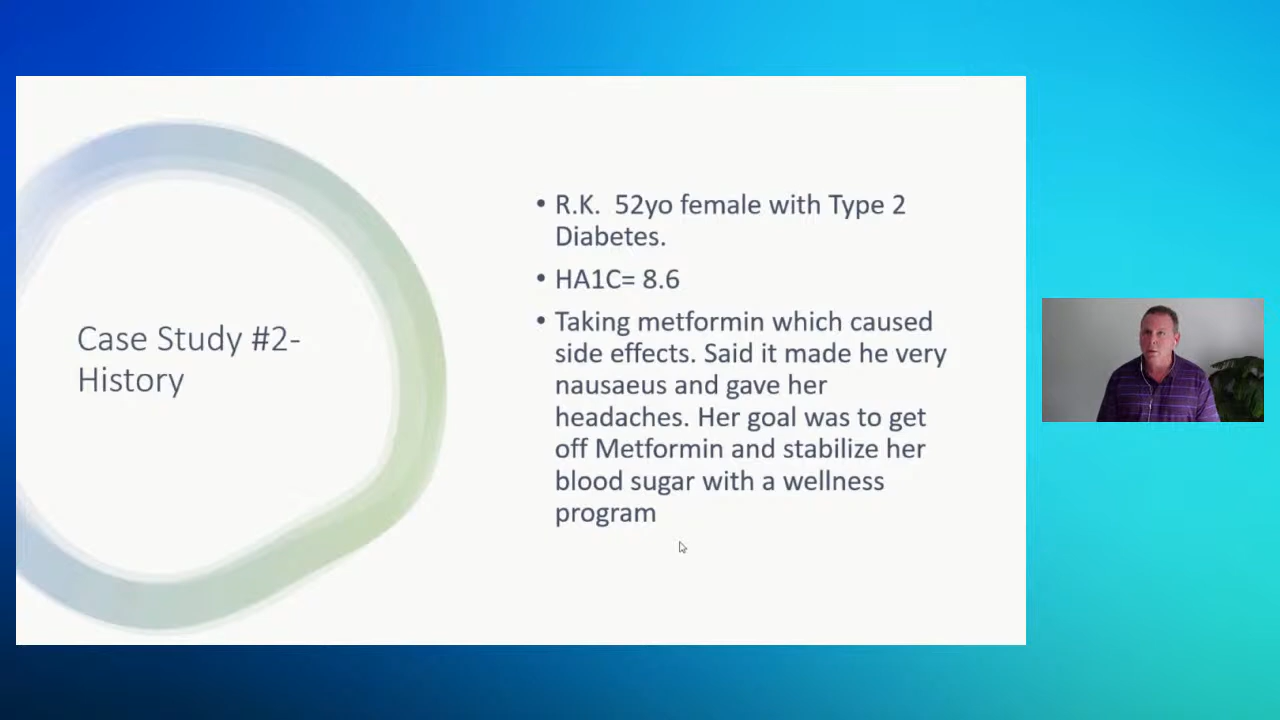 Case Study #2-
History
• R.K.  52yo female with Type 2
Diabetes.
• HA1C= 8.6
• Taking metformin which caused
side effects. Said it made he very
nausaeus and gave her
headaches. Her goal was to get
off Metformin and stabilize her
blood sugar with a wellness
program